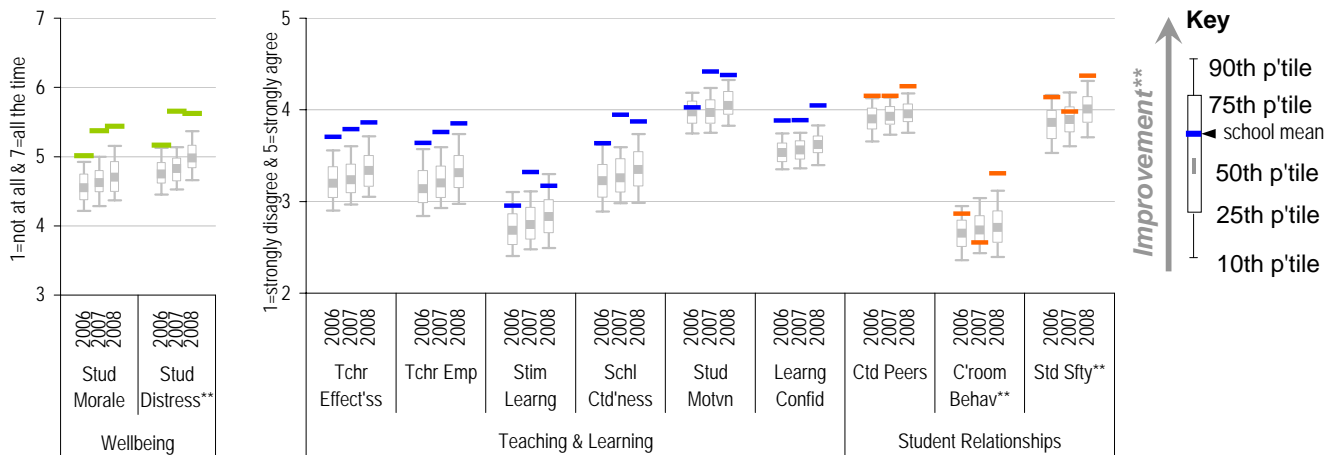 1=not at all & 7=all the time
7
6
5
4
3
2006
2007
2008
2006
2007
2008
Stud
Morale
Stud
Distress**
Wellbeing
1=strongly disagree & 5=strongly agree
5
4
3
2
2006
2007
2008
2006
2007
2008
2006
2007
2008
2006
2007
2008
2006
2007
2008
2006
2007
2008
2006
2007
2008
2006
2007
2008
2006
2007
2008
Tchr
Effect'ss
Tchr Emp
Stim
Learng
Schl
Ctd'ness
Stud
Motvn
Learng
Confid
Ctd Peers
C'room
Behav**
Std Sfty**
Teaching & Learning
Student Relationships
Improvement**
Key
90th p'tile
75th p'tile
school mean
50th p'tile
25th p'tile
10th p'tile